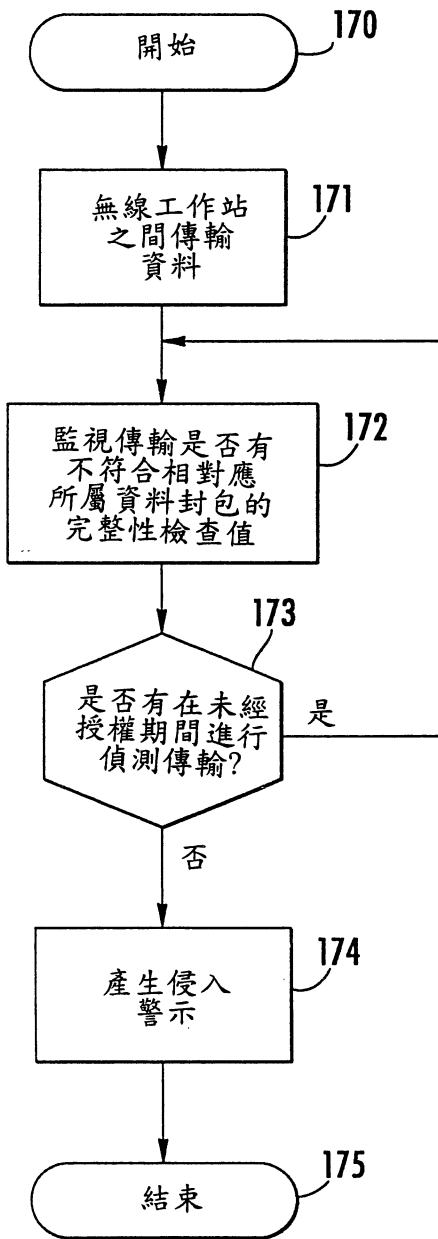 開始
170
無線工作站
之間傳輸
資料
171
監視傳輸是否有
不符合相對應
所屬資料封包的
完整性檢查值
172
173
是否有在未經
授權期間進行
偵測傳輸?
是
否
產生侵入
警示
174
結束
175